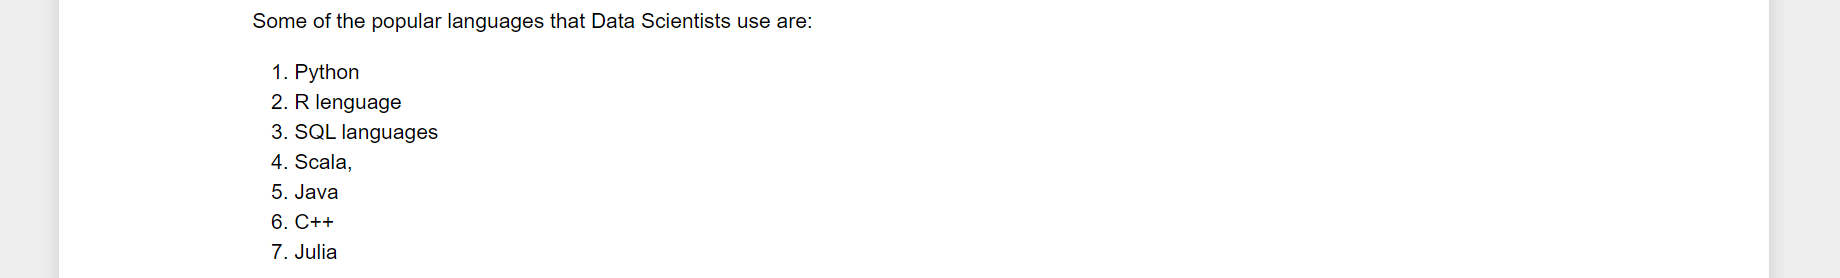 Some of the popular languages that Data Scientists use are:
1. Python
2. R lenguage
3. SQL languages
4. Scala,
5. Java
6. C++
7. Julia